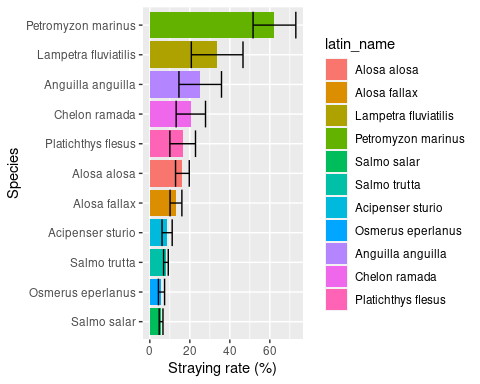 Species
Petromyzon marinus
Lampetra fluviatilis
Anguilla anguilla
Chelon ramada
Platichthys flesus
Alosa alosa
Alosa fallax
Acipenser sturio
Salmo trutta
Osmerus eperlanus
Salmo salar
0 20 40 60
Straying rate (%)
latin_name
Alosa alosa
Alosa fallax
Lampetra fluviatilis
Petromyzon marinus
Salmo salar
Salmo trutta
Acipenser sturio
Osmerus eperlanus
Anguilla anguilla
Chelon ramada
Platichthys flesus